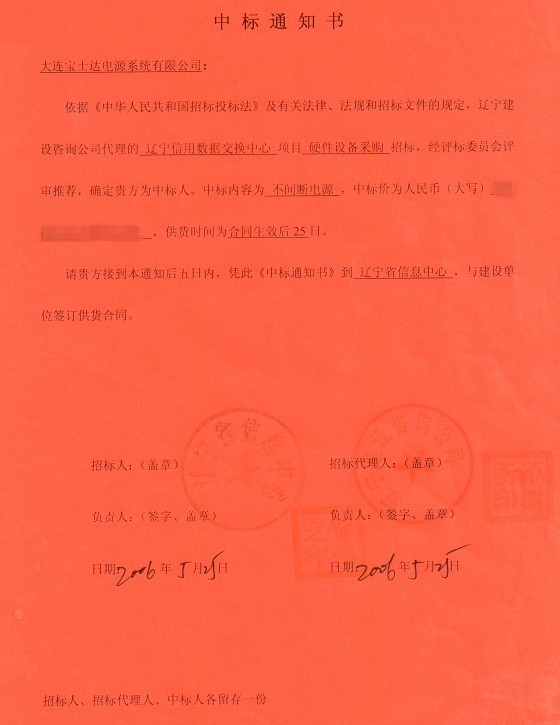 中标通知书
大连宝士达电源系统有限公司：
依据《中华人民共和国招标投标法》及有关法律、法规和招标文件的规定，辽宁建
设咨询公司代理的 辽宁信用数据交换中心 项目 硬件设备采购 招标，经评标委员会评
审推荐，确定贵方为中标人。中标内容为 不间断电源 ，中标价为人民币（大写）
，供货时间为合同生效后25日。
请贵方接到本通知后五日内，凭此《中标通知书》到 辽宁省信息中心 ，与建设单
位签订供货合同。
辽宁省信息中心
招标人：（盖章） 招标代理人：（盖章）
负责人：（签字、盖章） 负责人：（签字、盖章）
日期2006年5月25日 日期2006年5月25日
招标人、招标代理人、中标人各留存一份